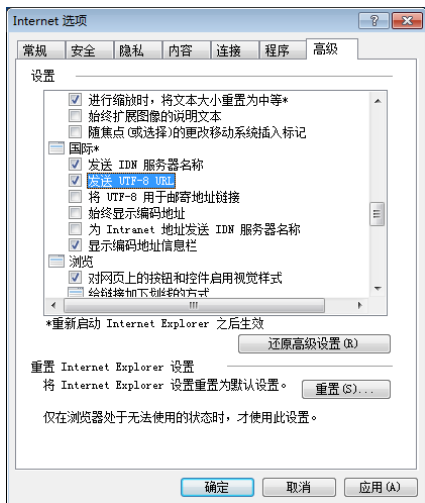 Internet 选项
常规 安全 隐私 内容 连接 程序 高级
设置
进行缩放时，将文本大小重置为中等*
始终扩展图像的说明文本
随焦点(或选择)的更改移动系统插入标记
国际*
发送 IDN 服务器名称
发送 UTF-8 URL
将 UTF-8 用于邮寄地址链接
始终显示编码地址
为 Intranet 地址发送 IDN 服务器名称
显示编码地址信息栏
浏览
对网页上的按钮和控件启用视觉样式
给链接加下划线的方式
*重新启动 Internet Explorer 之后生效
还原高级设置(R)
重置 Internet Explorer 设置
将 Internet Explorer 设置重置为默认设置。 重置(S)...
仅在浏览器处于无法使用的状态时，才使用此设置。
确定 取消 应用(A)